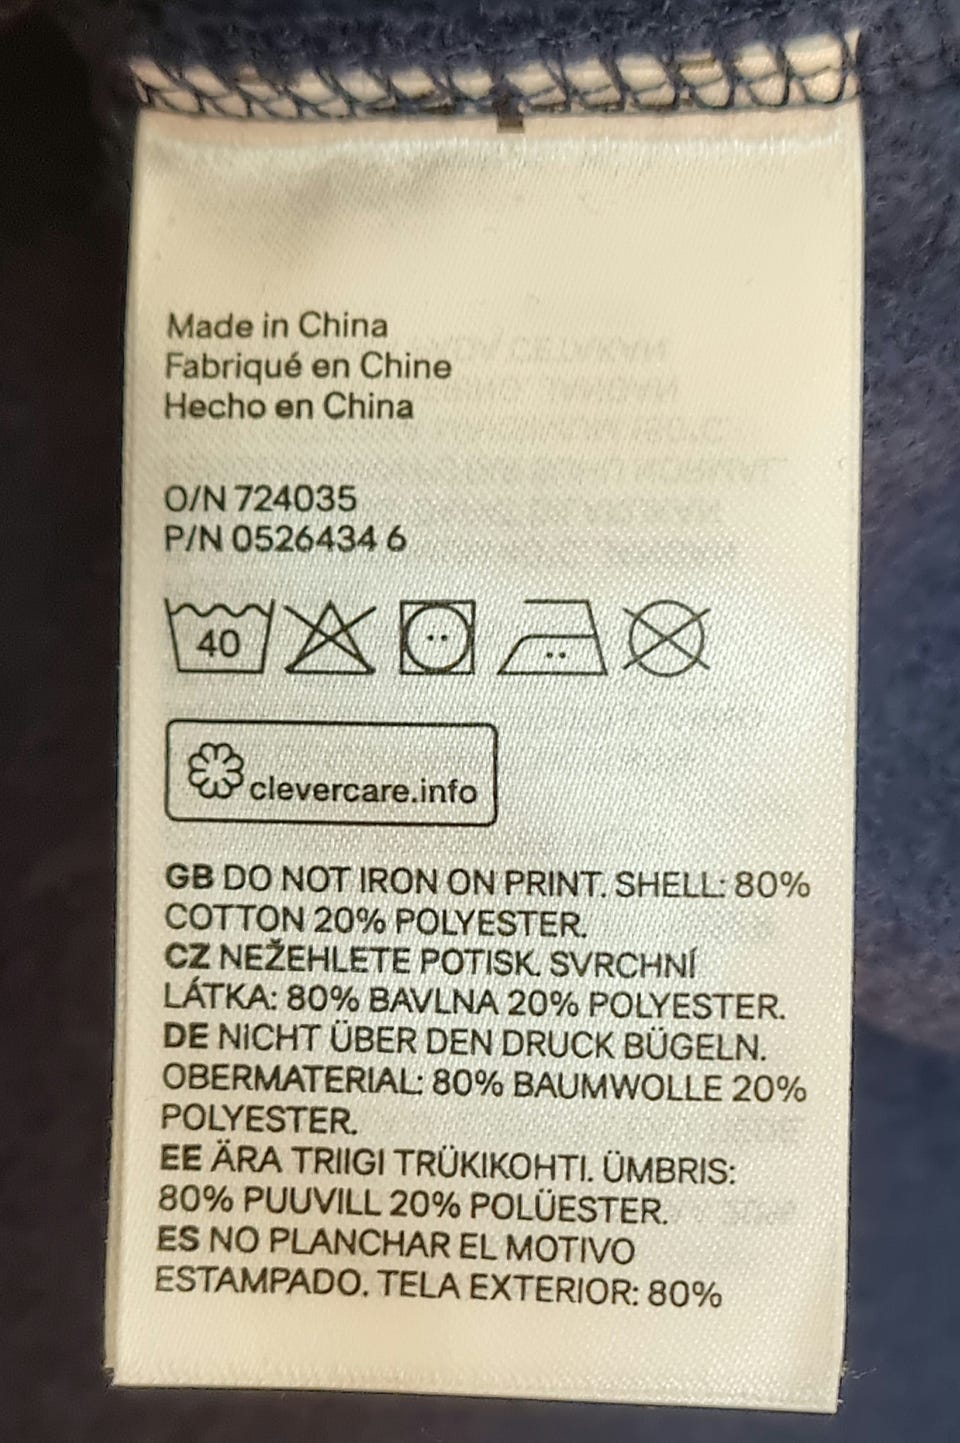 Made in China
Fabriqué en Chine
Hecho en China
O/N 724035
P/N 0526434 6
40
clevercare.info
GB DO NOT IRON ON PRINT. SHELL: 80%
COTTON 20% POLYESTER.
CZ NEŽEHLETE POTISK. SVRCHNÍ
LÁTKA: 80% BAVLNA 20% POLYESTER.
DE NICHT ÜBER DEN DRUCK BÜGELN.
OBERMATERIAL: 80% BAUMWOLLE 20%
POLYESTER.
EE ÄRA TRIIGI TRÜKIKOHTI. ÜMBRIS:
80% PUUVILL 20% POLÜESTER.
ES NO PLANCHAR EL MOTIVO
ESTAMPADO. TELA EXTERIOR: 80%